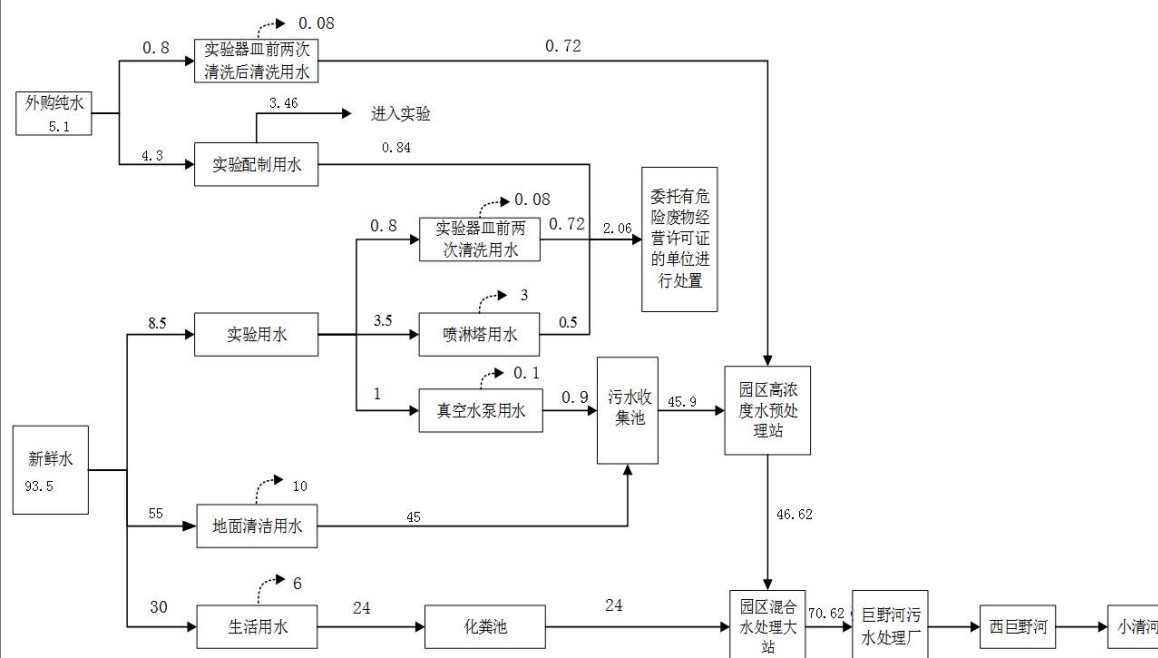 0.08
0.8
实验器皿前两次
清洗后清洗用水
0.72
外购纯水
5.1
3.46
进入实验
4.3
实验配制用水
0.84
委托有危
险废物经
营许可证
的单位进
行处置
0.08
0.8
实验器皿前两
次清洗用水
0.72
2.06
3
8.5
实验用水
3.5
喷淋塔用水
0.5
0.1
1
真空水泵用水
0.9
污水收
集池
45.9
园区高浓
度水预处
理站
新鲜水
93.5
10
55
地面清洁用水
45
46.62
6
30
生活用水
24
化粪池
24
园区混合
水处理大
站
70.62
巨野河污
水处理厂
西巨野河
小清河